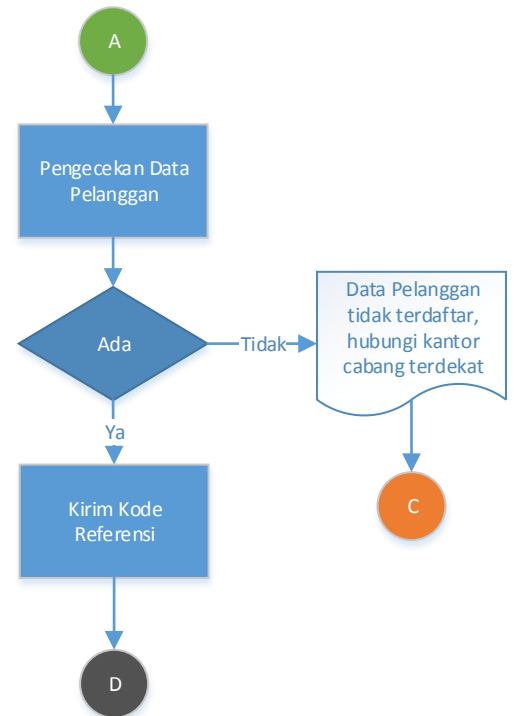 A
Pengecekan Data
Pelanggan
Ada
Tidak
Data Pelanggan
tidak terdaftar,
hubungi kantor
cabang terdekat
Ya
Kirim Kode
Referensi
C
D